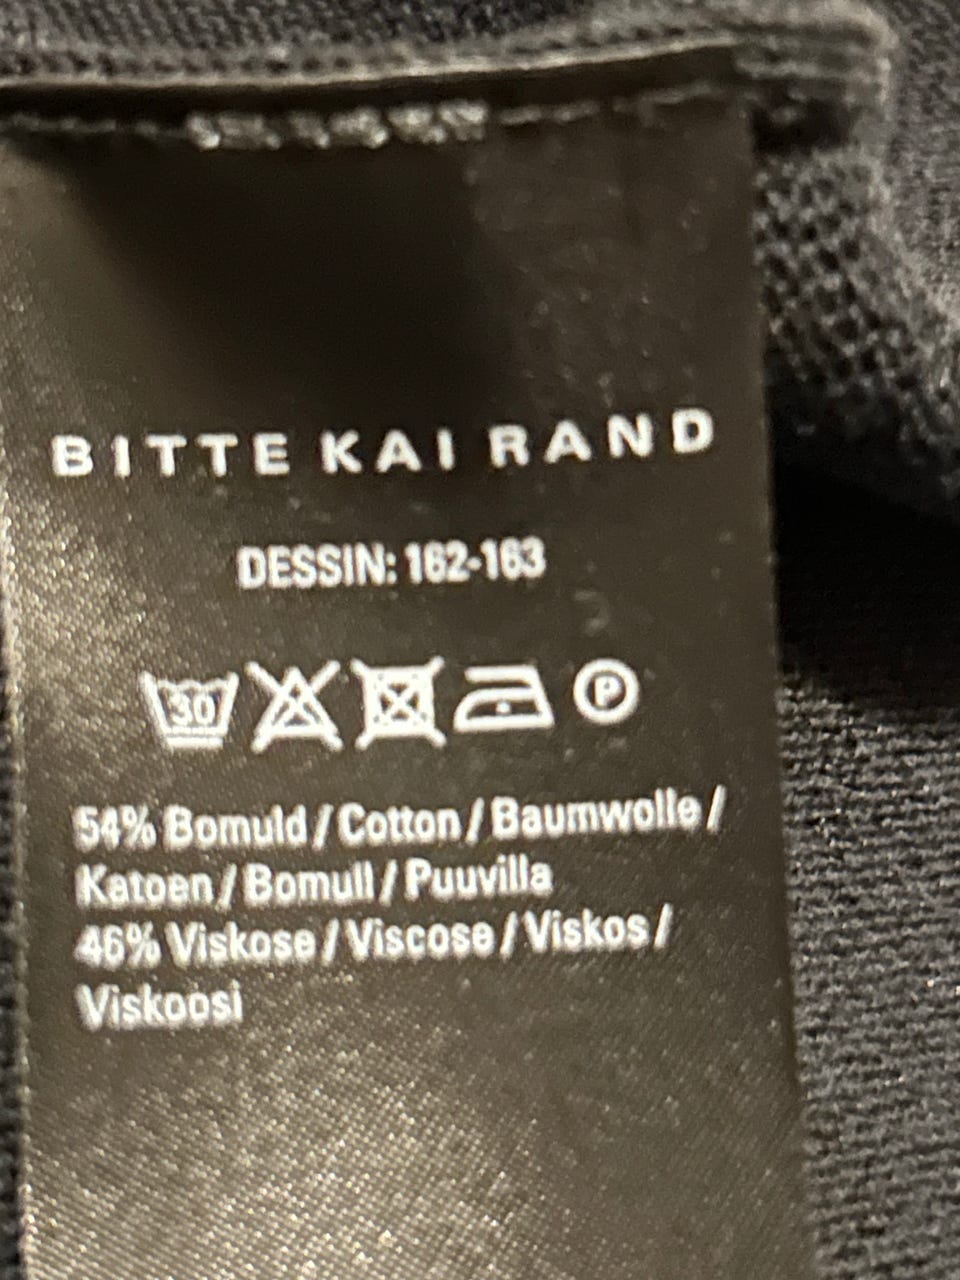 BITTE KAI RAND
DESSIN: 162-163
30 P
54% Bomuld / Cotton / Baumwolle /
Katoen / Bomull / Puuvilla
46% Viskose / Viscose / Viskos /
Viskoosi